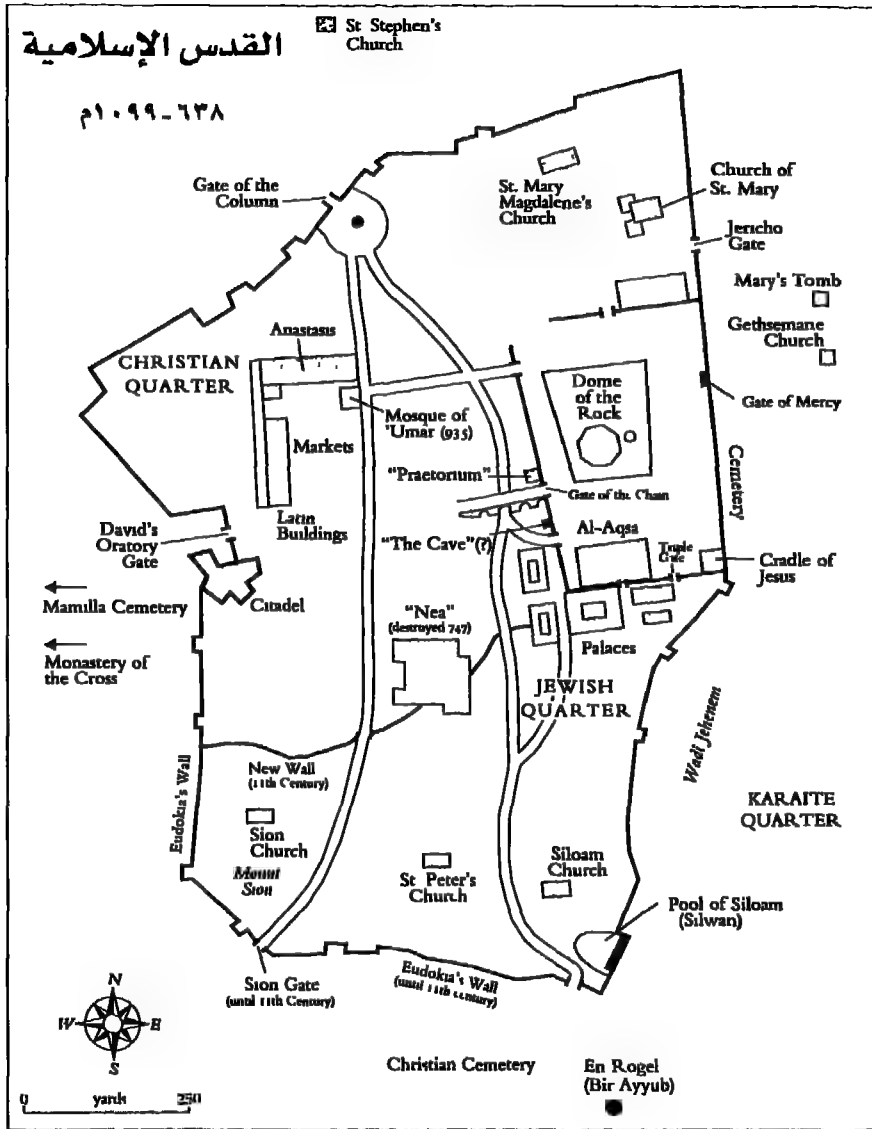 القدس الإسلامية
٦٣٨-١٠٩٩م
St Stephen's
Church
Gate of the
Column
St. Mary
Magdalene's
Church
Church of
St. Mary
Jericho
Gate
Mary's Tomb
Gethsemane
Church
Anastasis
CHRISTIAN
QUARTER
Dome
of the
Rock
Gate of Mercy
Mosque of
'Umar (935)
Markets
"Praetorium"
Cemetery
Gate of the Chain
Latin
Buildings
David's
Oratory
Gate
"The Cave"(?)
Al-Aqsa
Triple
Gate
Cradle of
Jesus
Mamilla Cemetery
Citadel
"Nea"
(destroyed 747)
Monastery of
the Cross
Palaces
JEWISH
QUARTER
Wadi Jehenem
New Wall
(11th Century)
Eudokia's Wall
KARAITE
QUARTER
Sion
Church
Mount
Sion
St Peter's
Church
Siloam
Church
Pool of Siloam
(Silwan)
Sion Gate
(until 11th Century)
Eudokia's Wall
(until 11th century)
N
W E
S
Christian Cemetery
En Rogel
(Bir Ayyub)
0 yards 250